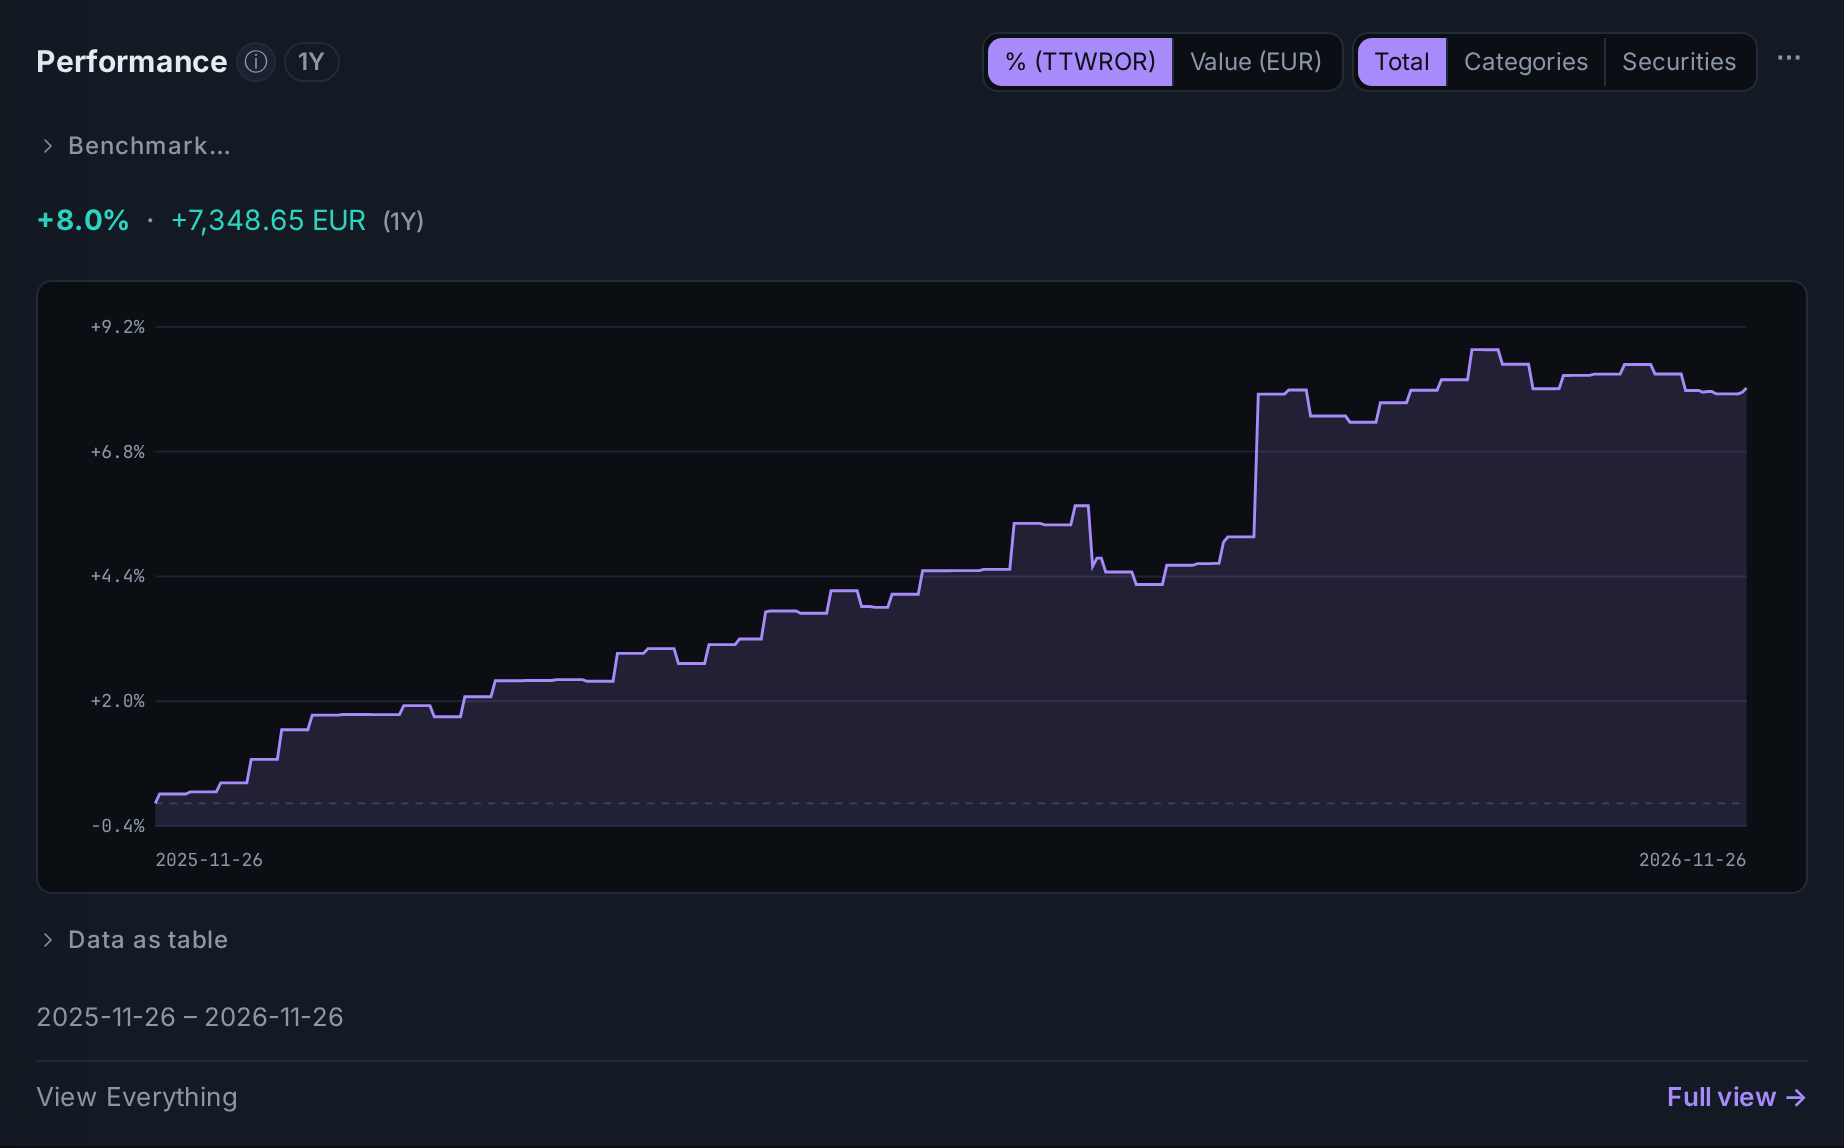 Performance ⓘ 1Y % (TTWROR) Value (EUR) Total Categories Securities ···
> Benchmark...
+8.0% · +7,348.65 EUR (1Y)
+9.2%
+6.8%
+4.4%
+2.0%
-0.4%
2025-11-26 2026-11-26
> Data as table
2025-11-26 – 2026-11-26
View Everything Full view →